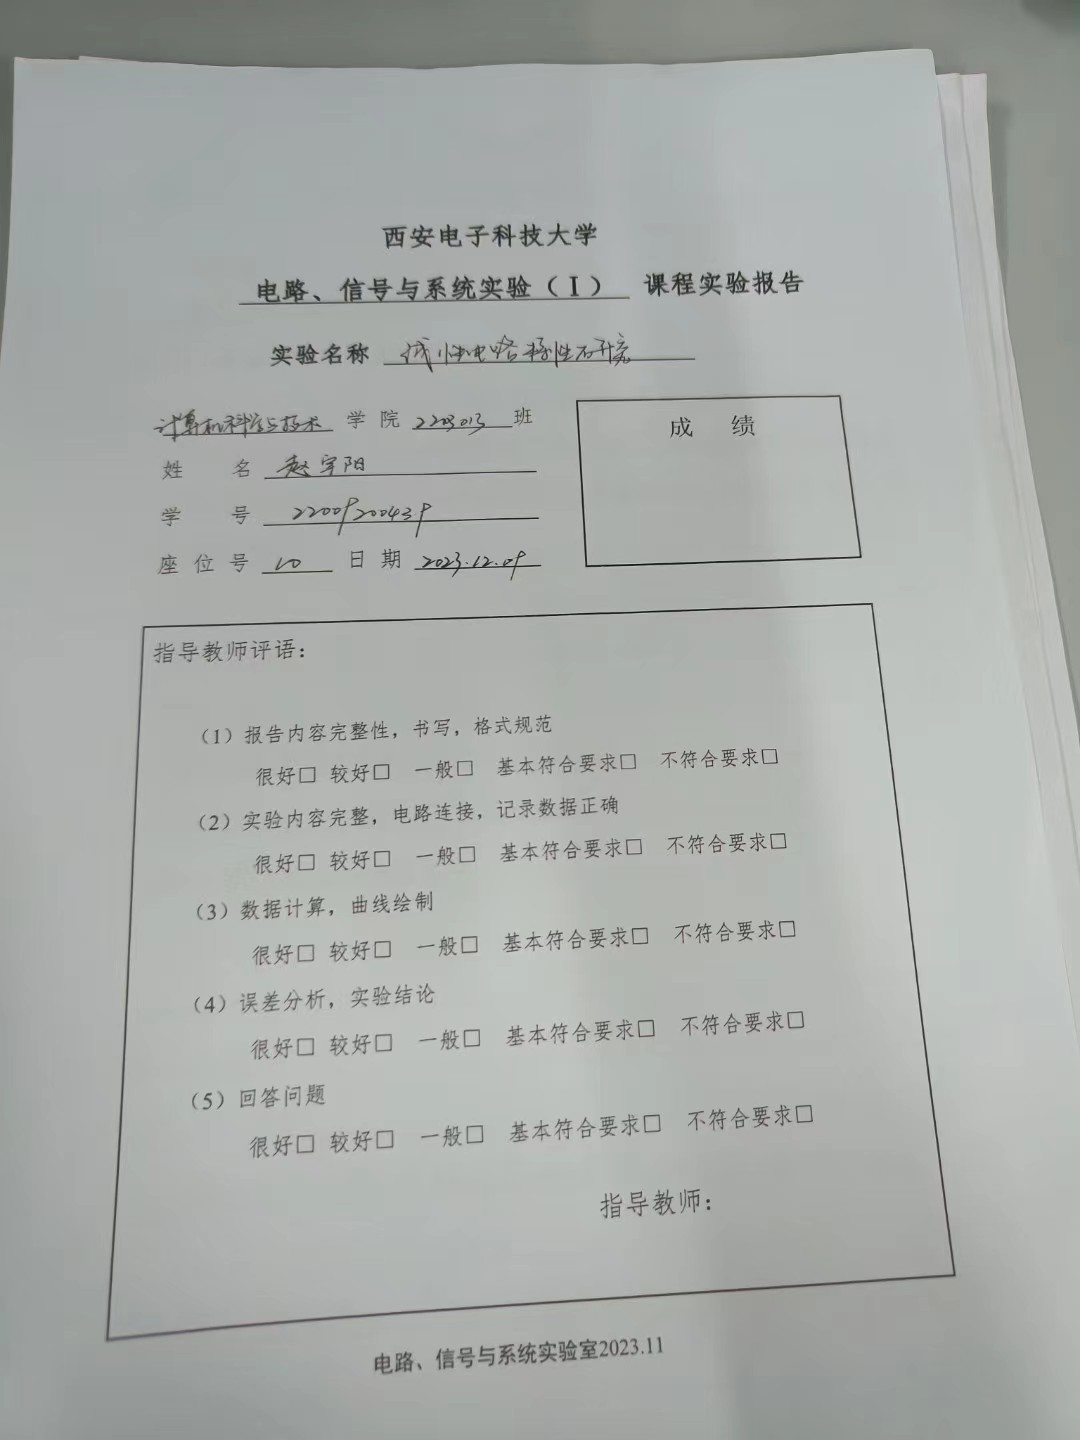 西安电子科技大学
电路、信号与系统实验（Ⅰ） 课程实验报告
实验名称 线性电路特性研究
计算机科学与技术 学院 2203013 班
姓名 赵宇阳
学号 22009200439
座位号 10 日期 2023.12.09
成绩
指导教师评语：
（1）报告内容完整性，书写，格式规范
很好□ 较好□ 一般□ 基本符合要求□ 不符合要求□
（2）实验内容完整，电路连接，记录数据正确
很好□ 较好□ 一般□ 基本符合要求□ 不符合要求□
（3）数据计算，曲线绘制
很好□ 较好□ 一般□ 基本符合要求□ 不符合要求□
（4）误差分析，实验结论
很好□ 较好□ 一般□ 基本符合要求□ 不符合要求□
（5）回答问题
很好□ 较好□ 一般□ 基本符合要求□ 不符合要求□
指导教师：
电路、信号与系统实验室2023.11